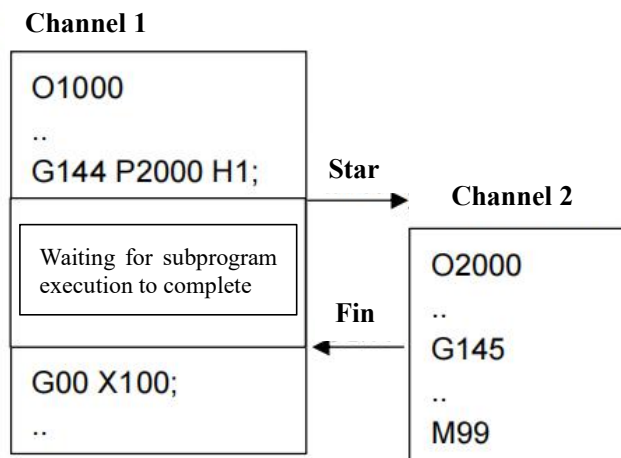 Channel 1
O1000
..
G144 P2000 H1;
Waiting for subprogram
execution to complete
G00 X100;
..
Star
Fin
Channel 2
O2000
..
G145
..
M99